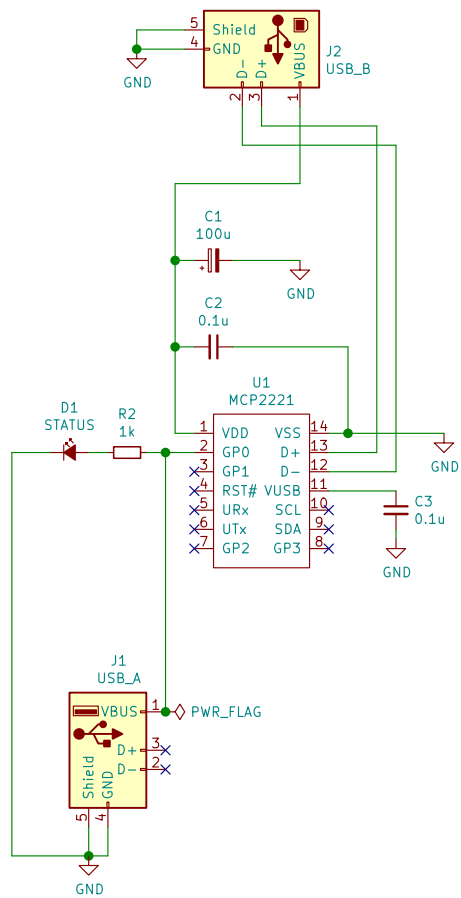 5 Shield
4 GND
D- D+ VBUS
2 3 1
J2
USB_B
GND
C1
100u
+
GND
C2
0.1u
U1
MCP2221
D1
STATUS
R2
1k
1 VDD VSS 14
2 GP0 D+ 13
3 GP1 D- 12
4 RST# VUSB 11
5 URx SCL 10
6 UTx SDA 9
7 GP2 GP3 8
GND
C3
0.1u
GND
J1
USB_A
VBUS 1
PWR_FLAG
D+ 3
D- 2
Shield GND
5 4
GND